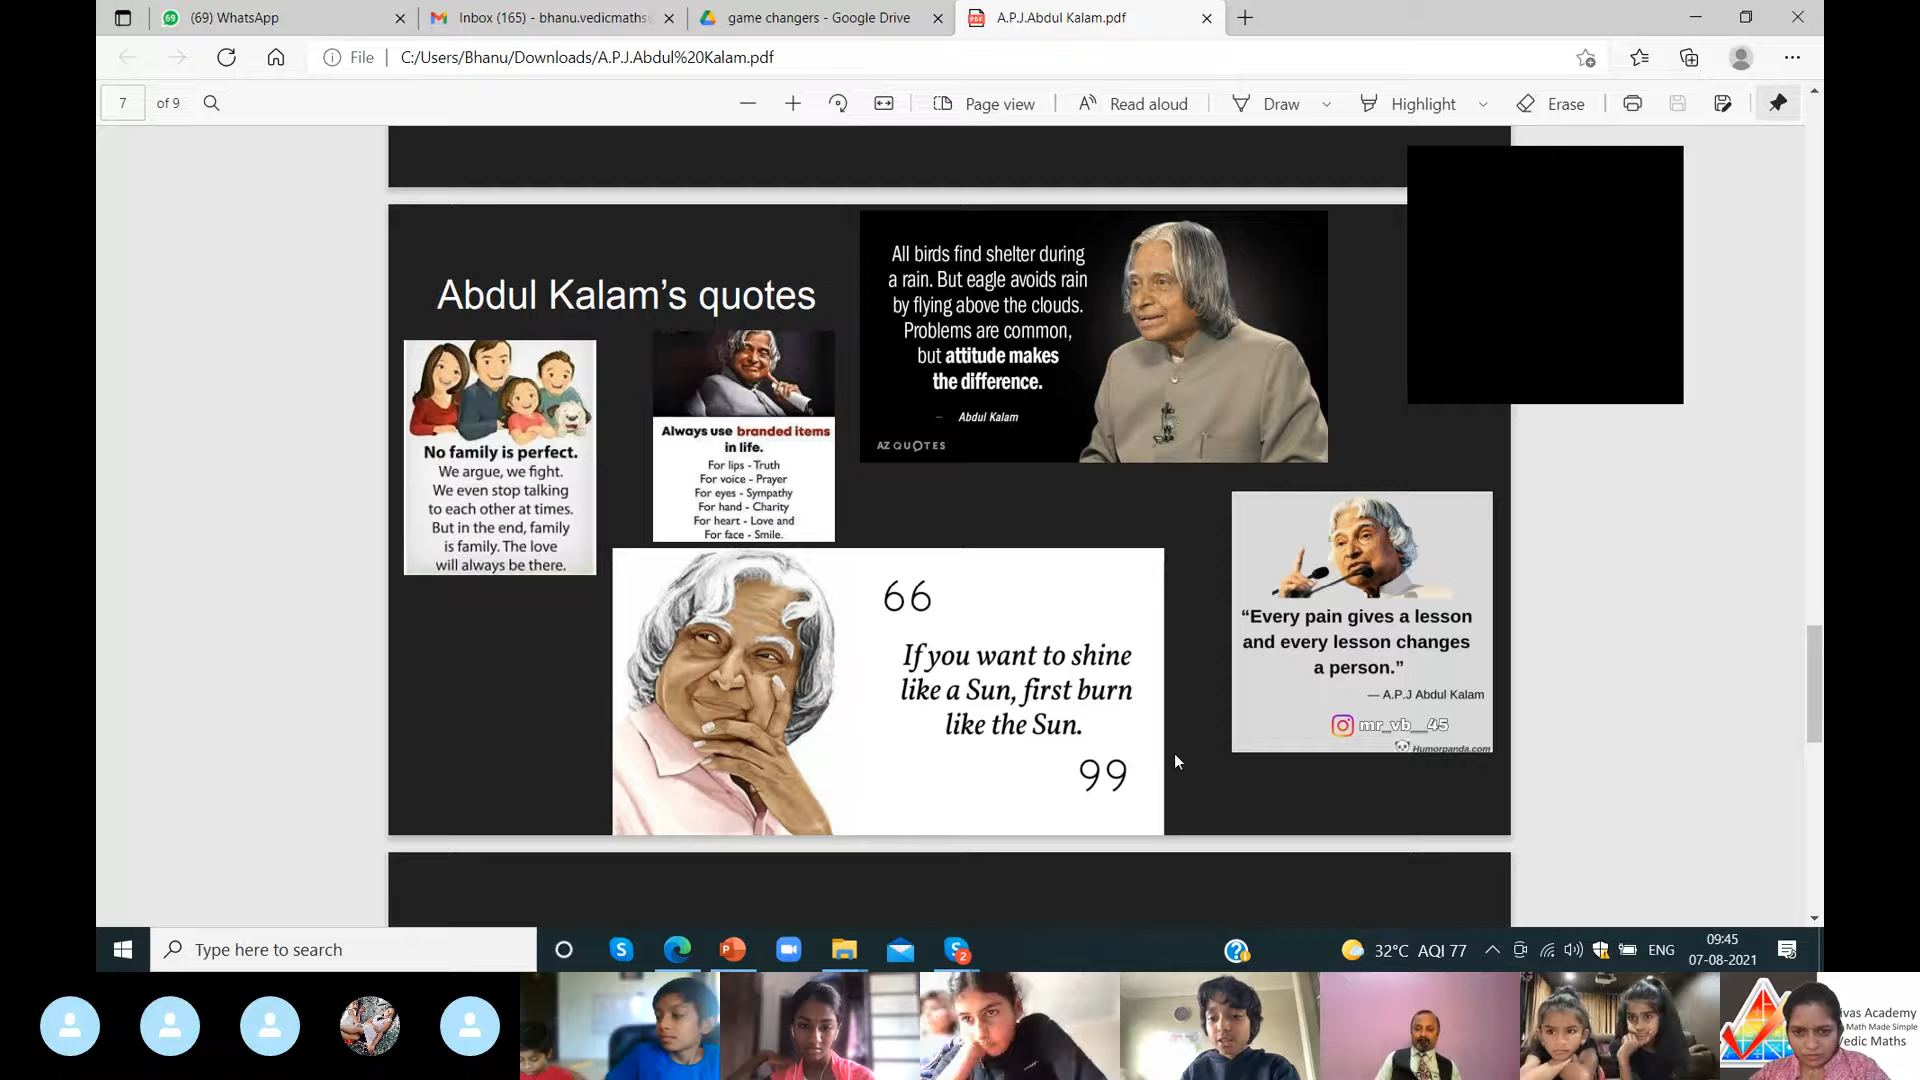 69
(69) WhatsApp
Inbox (165) - bhanu.vedicmaths
game changers - Google Drive
PDF
A.P.J.Abdul Kalam.pdf
File
C:/Users/Bhanu/Downloads/A.P.J.Abdul%20Kalam.pdf
7
of 9
Page view
Read aloud
Draw
Highlight
Erase
Abdul Kalam's quotes
All birds find shelter during
a rain. But eagle avoids rain
by flying above the clouds.
Problems are common,
but attitude makes
the difference.
— Abdul Kalam
AZ QUOTES
No family is perfect.
We argue, we fight.
We even stop talking
to each other at times.
But in the end, family
is family. The love
will always be there.
Always use branded items
in life.
For lips - Truth
For voice - Prayer
For eyes - Sympathy
For hand - Charity
For heart - Love and
For face - Smile.
66
If you want to shine
like a Sun, first burn
like the Sun.
99
“Every pain gives a lesson
and every lesson changes
a person.”
— A.P.J Abdul Kalam
mr_vb__45
Humorpanda.com
Type here to search
2
32°C AQI 77
ENG
09:45
07-08-2021
ivas Academy
Math Made Simple
Vedic Maths